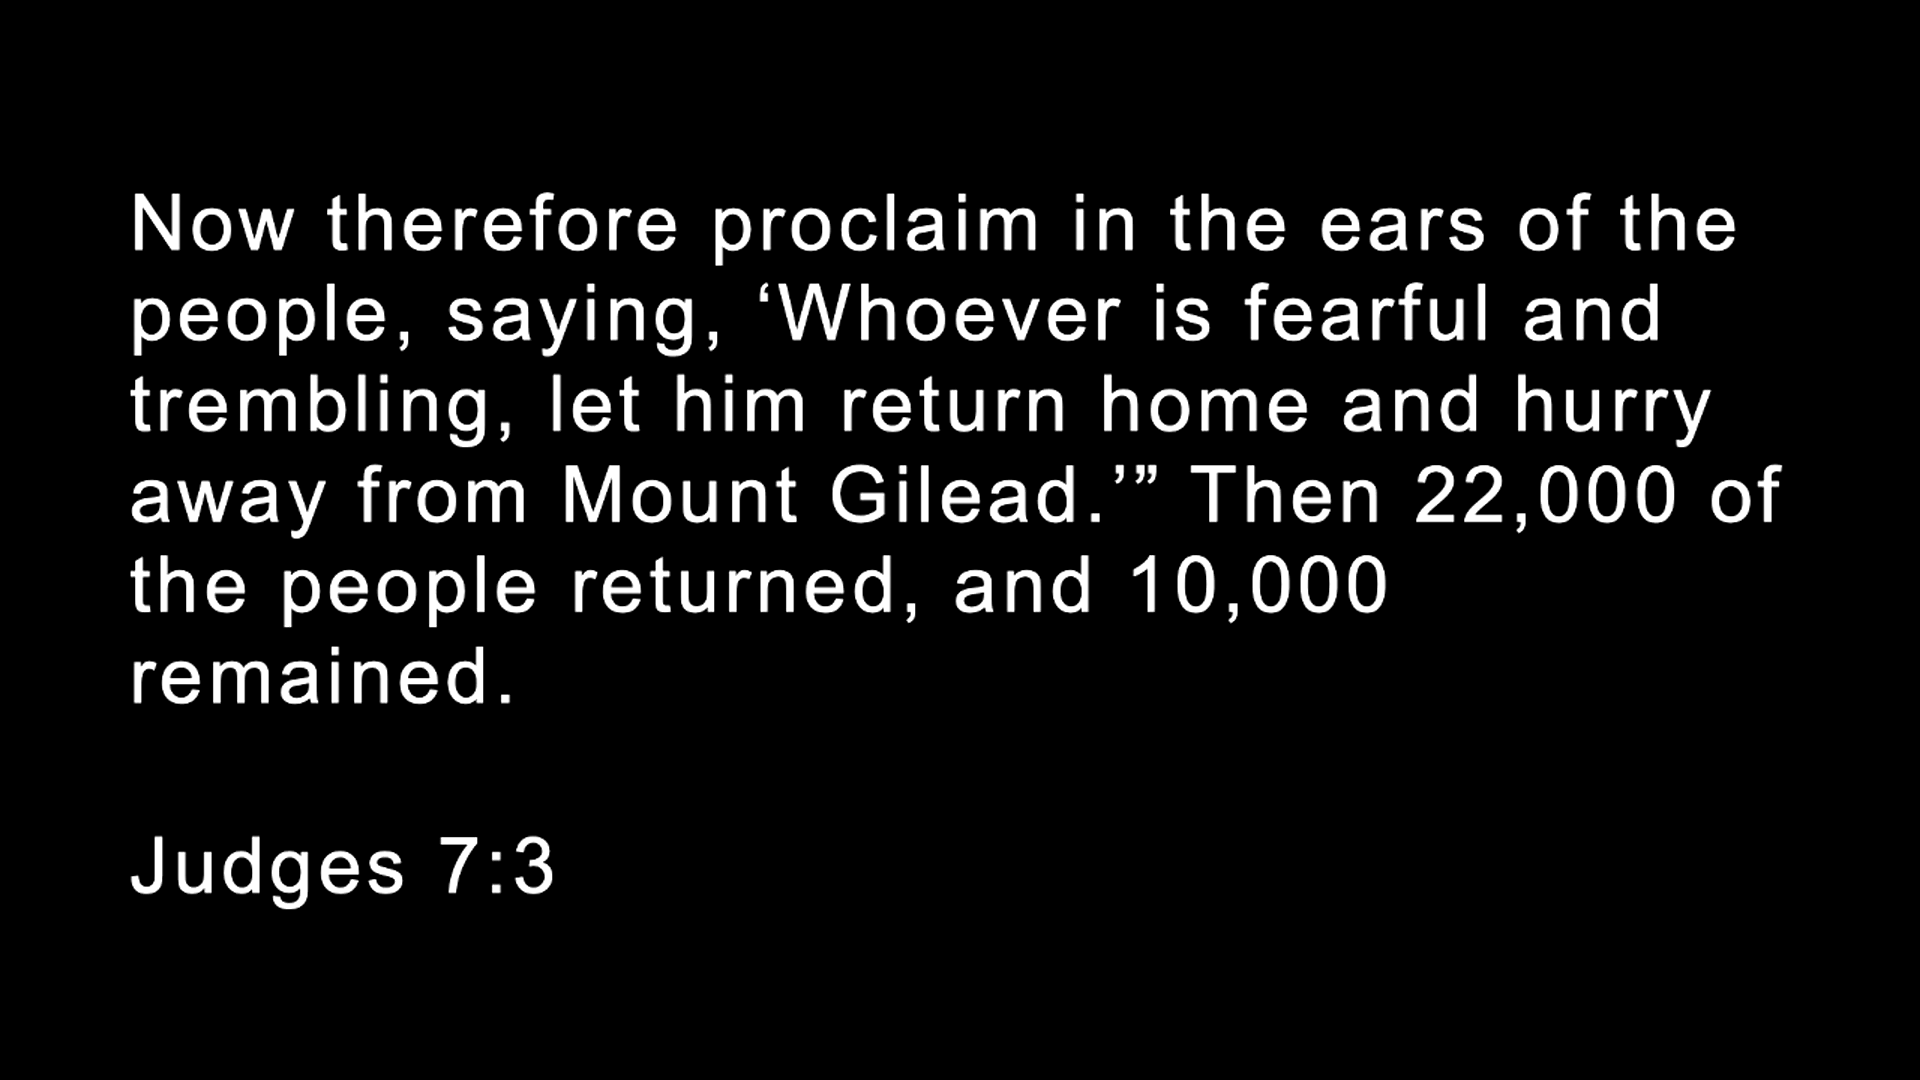 Now therefore proclaim in the ears of the
people, saying, ‘Whoever is fearful and
trembling, let him return home and hurry
away from Mount Gilead.’” Then 22,000 of
the people returned, and 10,000
remained.
Judges 7:3